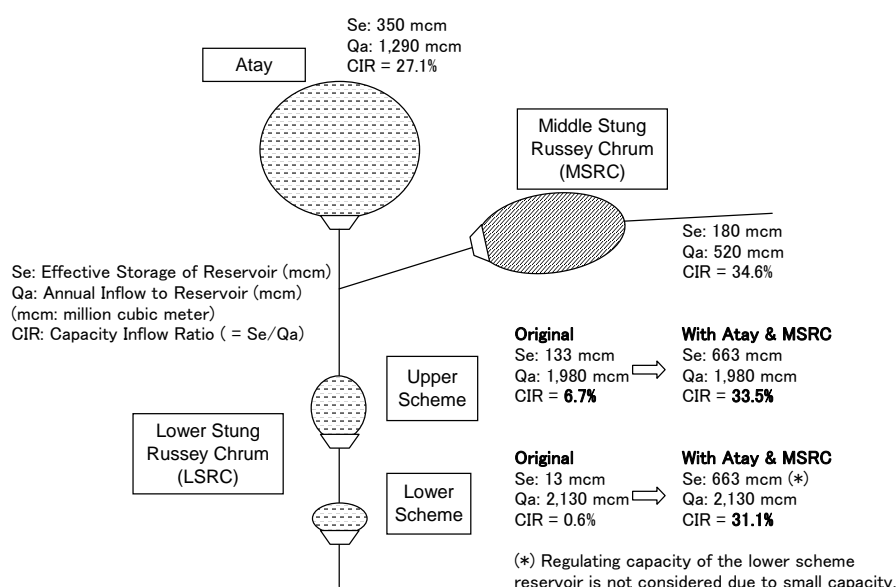 Se: 350 mcm
Qa: 1,290 mcm
CIR = 27.1%
Atay
Middle Stung
Russey Chrum
(MSRC)
Se: 180 mcm
Qa: 520 mcm
CIR = 34.6%
Se: Effective Storage of Reservoir (mcm)
Qa: Annual Inflow to Reservoir (mcm)
(mcm: million cubic meter)
CIR: Capacity Inflow Ratio ( = Se/Qa)
Upper
Scheme
Original
Se: 133 mcm
Qa: 1,980 mcm
CIR = 6.7%
With Atay & MSRC
Se: 663 mcm
Qa: 1,980 mcm
CIR = 33.5%
Lower Stung
Russey Chrum
(LSRC)
Lower
Scheme
Original
Se: 13 mcm
Qa: 2,130 mcm
CIR = 0.6%
With Atay & MSRC
Se: 663 mcm (*)
Qa: 2,130 mcm
CIR = 31.1%
(*) Regulating capacity of the lower scheme
reservoir is not considered due to small capacity.